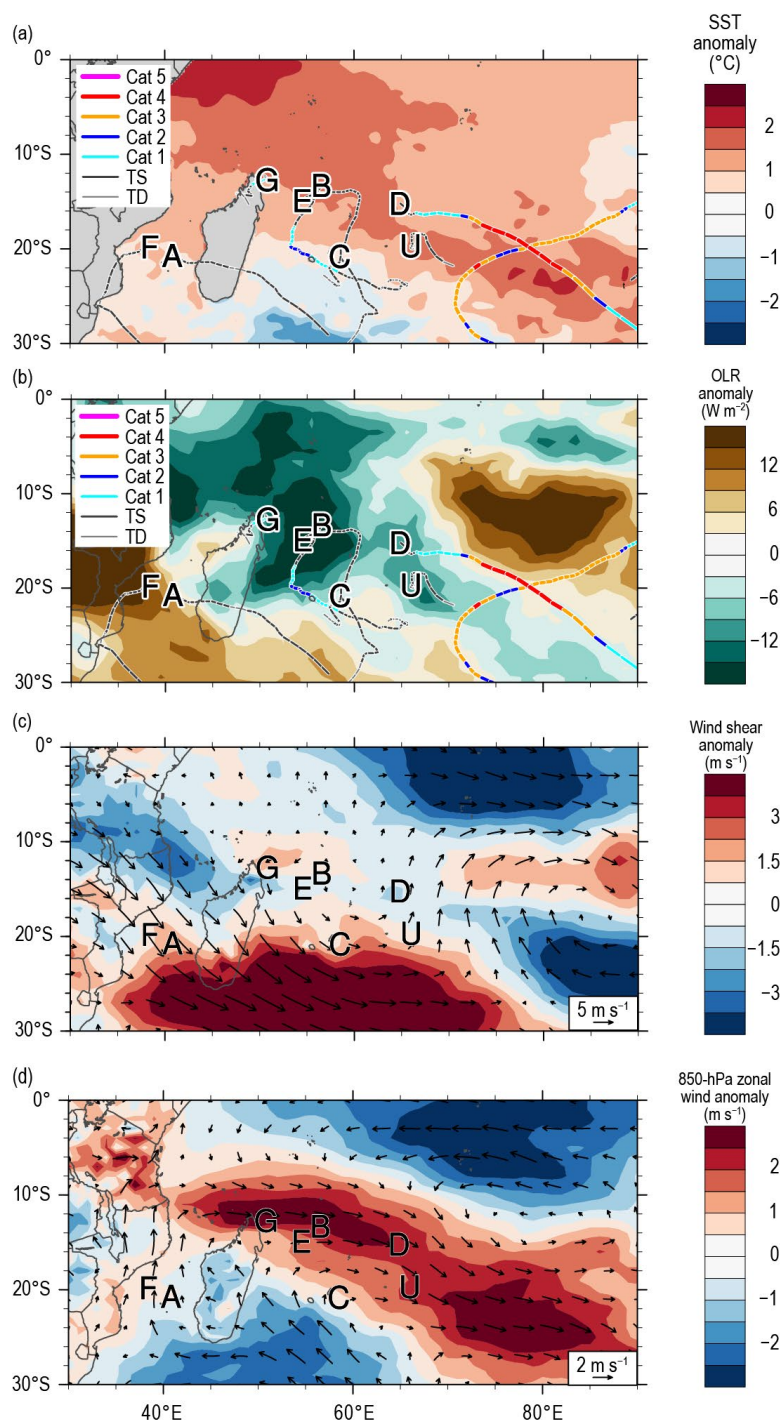 (a)
SST
anomaly
(°C)
0°
10°S
20°S
30°S
Cat 5
Cat 4
Cat 3
Cat 2
Cat 1
TS
TD
G
B
E
D
F
A
C
U
2
1
0
−1
−2
(b)
OLR
anomaly
(W m⁻²)
0°
10°S
20°S
30°S
Cat 5
Cat 4
Cat 3
Cat 2
Cat 1
TS
TD
G
B
E
D
F
A
C
U
12
6
0
−6
−12
(c)
Wind shear
anomaly
(m s⁻¹)
0°
10°S
20°S
30°S
G
B
E
D
F
A
C
U
5 m s⁻¹
3
1.5
0
−1.5
−3
(d)
850-hPa zonal
wind anomaly
(m s⁻¹)
0°
10°S
20°S
30°S
G
B
E
D
F
A
C
U
2 m s⁻¹
2
1
0
−1
−2
40°E
60°E
80°E